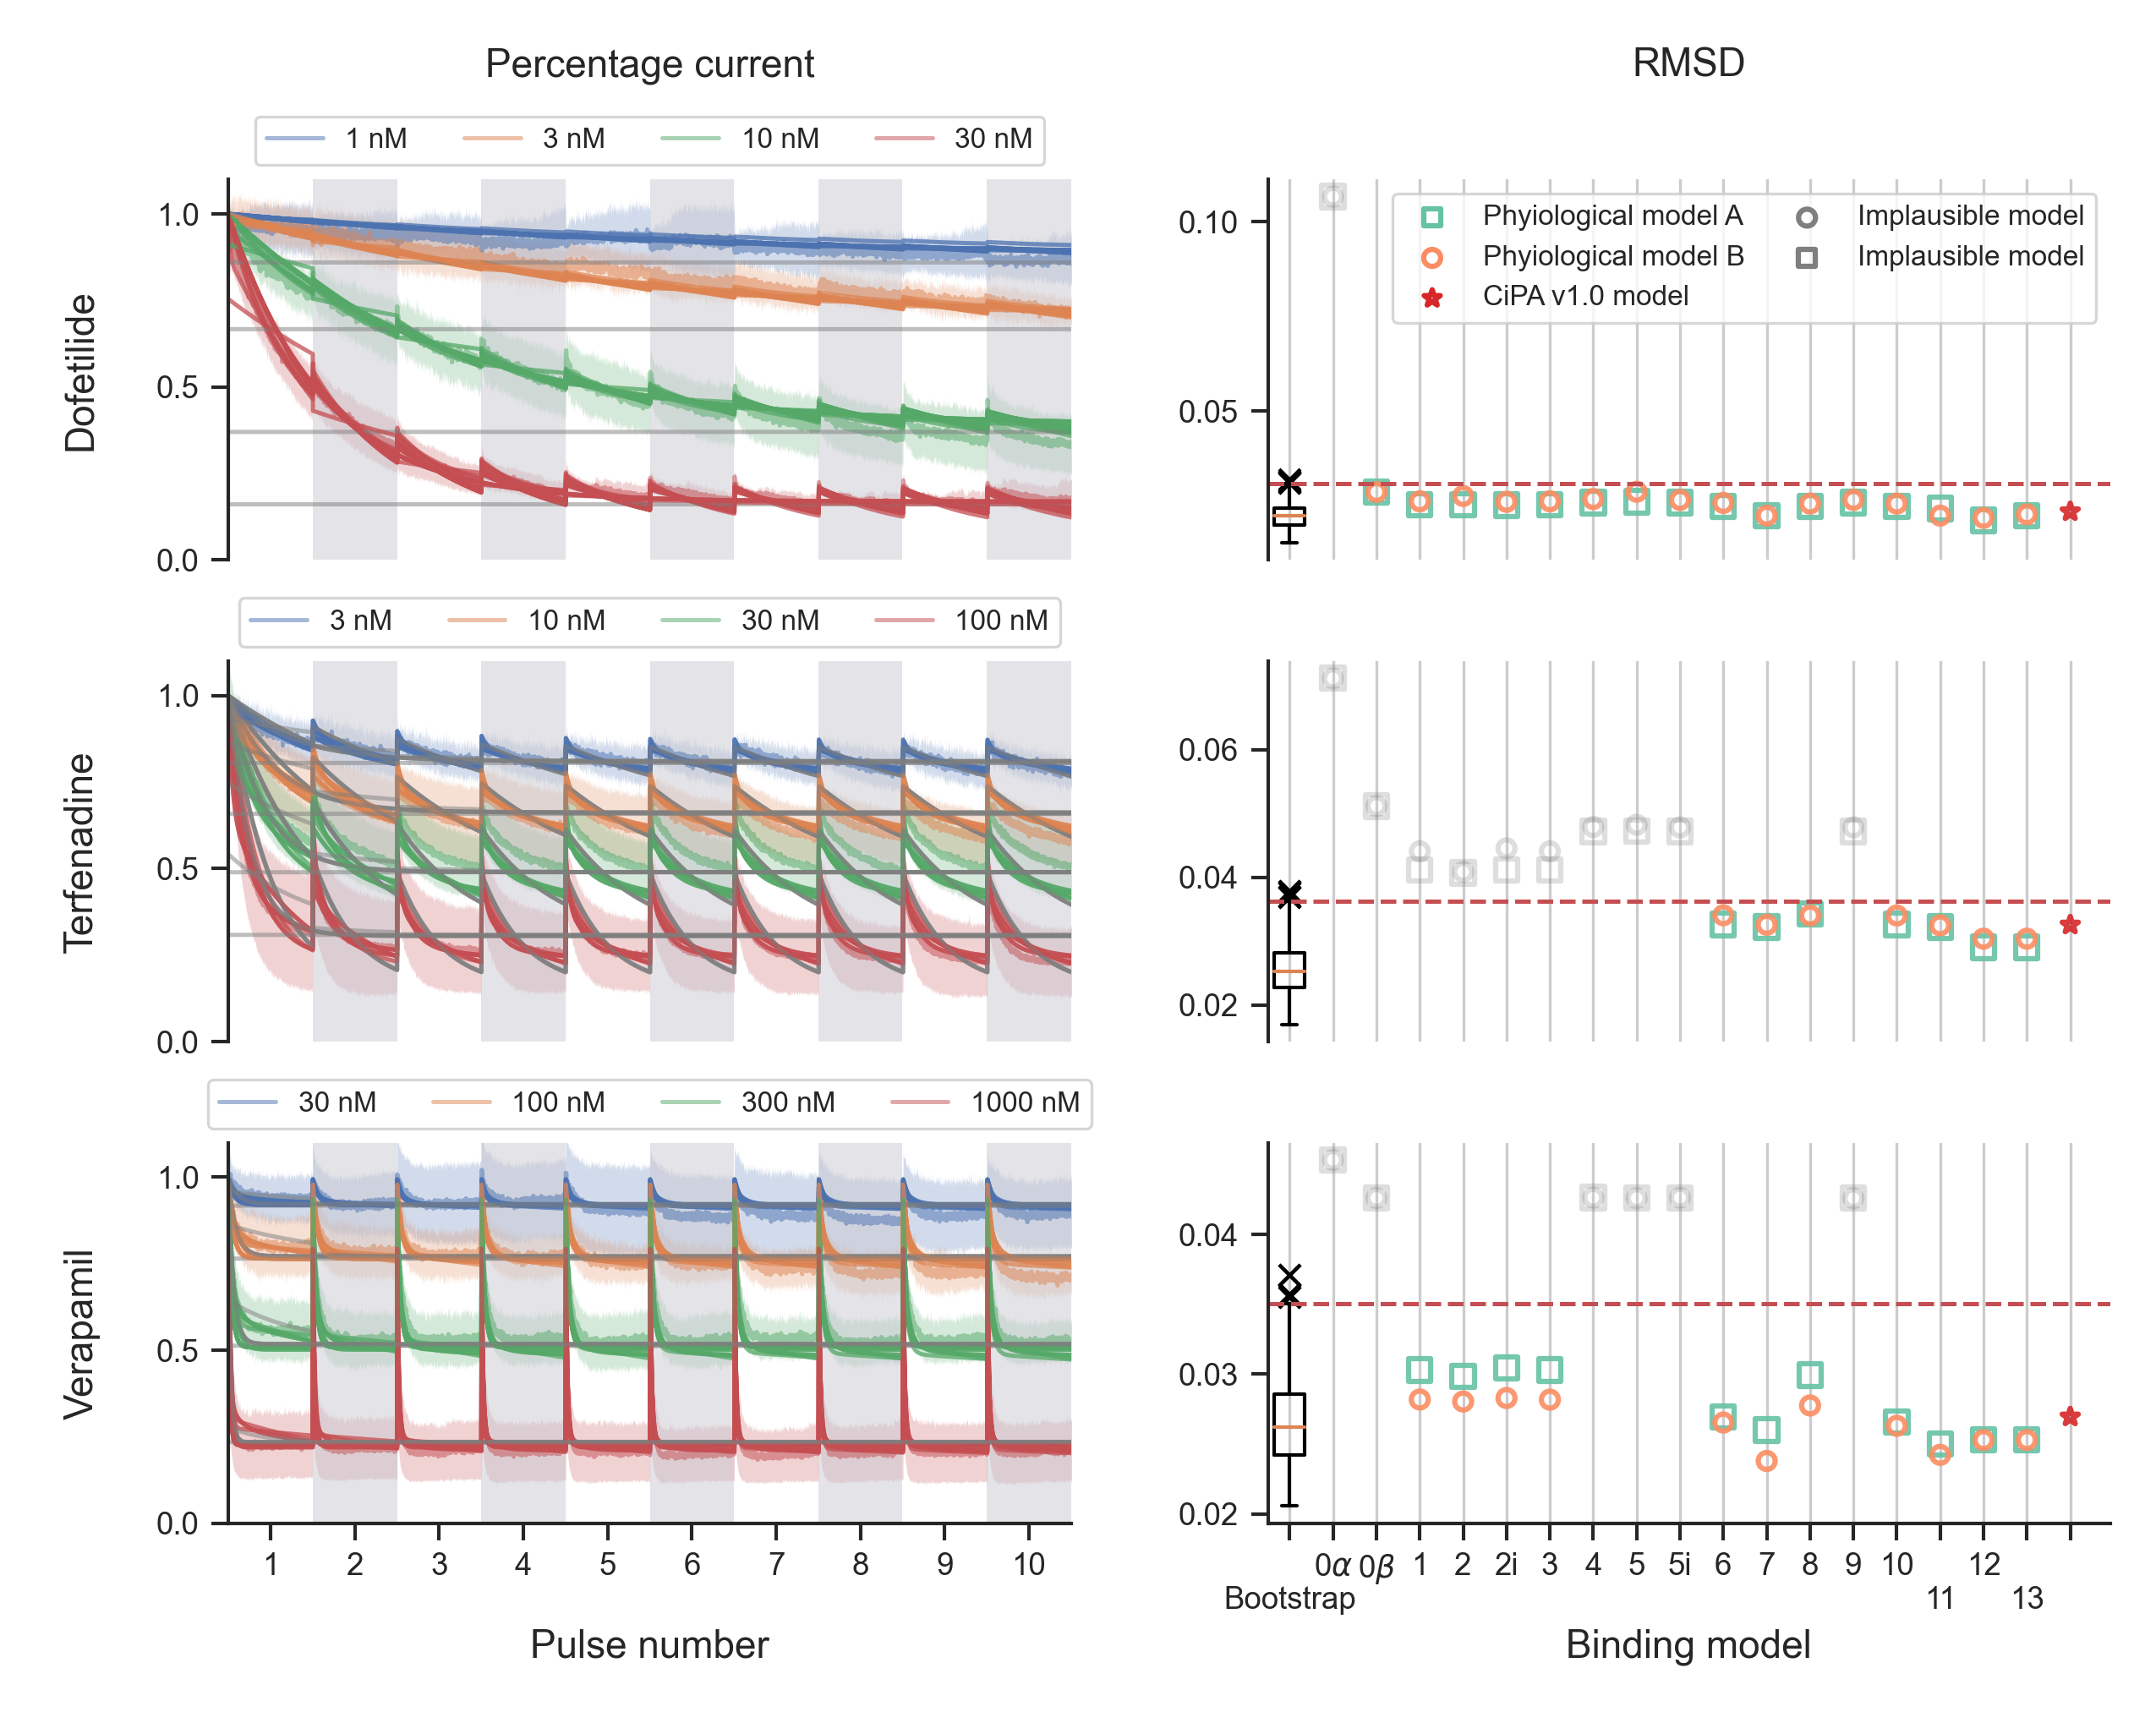 Percentage current
RMSD
1 nM 3 nM 10 nM 30 nM
Dofetilide
1.0
0.5
0.0
0.10
0.05
Phyiological model A
Phyiological model B
CiPA v1.0 model
Implausible model
Implausible model
3 nM 10 nM 30 nM 100 nM
Terfenadine
1.0
0.5
0.0
0.06
0.04
0.02
30 nM 100 nM 300 nM 1000 nM
Verapamil
1.0
0.5
0.0
0.04
0.03
0.02
1 2 3 4 5 6 7 8 9 10
Pulse number
0α 0β 1 2 2i 3 4 5 5i 6 7 8 9 10 12
Bootstrap 11 13
Binding model